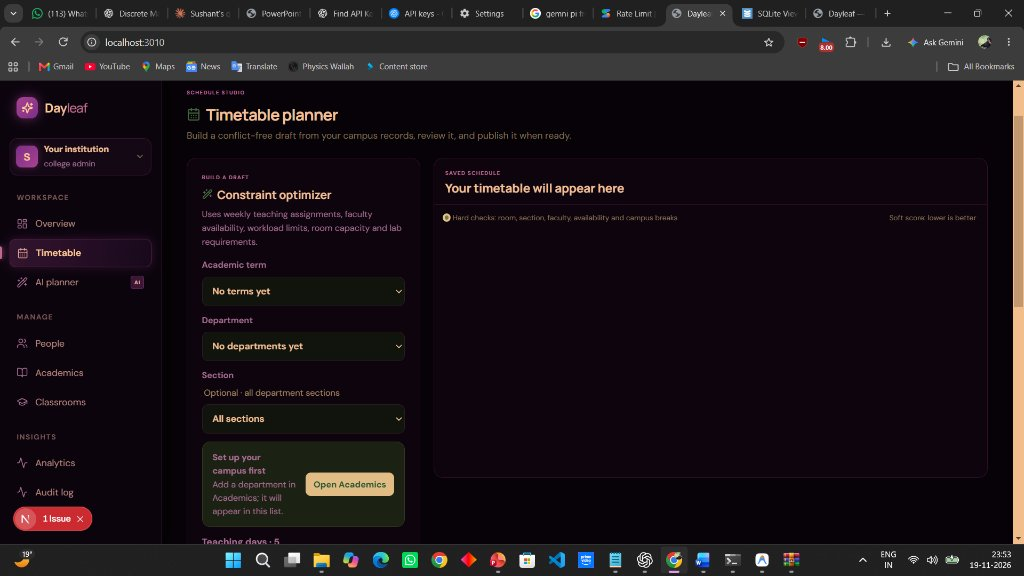 (113) What
Discrete M
Sushant's q
PowerPoint
Find API Ke
API keys -
Settings
gemni pi fr
Rate Limit
Daylea
SQLite View
Dayleaf —
localhost:3010
8.00
Ask Gemini
Gmail
YouTube
Maps
News
Translate
Physics Wallah
Content store
All Bookmarks
Dayleaf
S
Your institution
college admin
WORKSPACE
Overview
Timetable
AI planner
AI
MANAGE
People
Academics
Classrooms
INSIGHTS
Analytics
Audit log
N
1 Issue
SCHEDULE STUDIO
Timetable planner
Build a conflict-free draft from your campus records, review it, and publish it when ready.
BUILD A DRAFT
Constraint optimizer
Uses weekly teaching assignments, faculty
availability, workload limits, room capacity and lab
requirements.
Academic term
No terms yet
Department
No departments yet
Section
Optional · all department sections
All sections
Set up your
campus first
Add a department in
Academics; it will
appear in this list.
Open Academics
Teaching days · 5
SAVED SCHEDULE
Your timetable will appear here
Hard checks: room, section, faculty, availability and campus breaks
Soft score: lower is better
19°
ENG
IN
23:53
19-11-2026